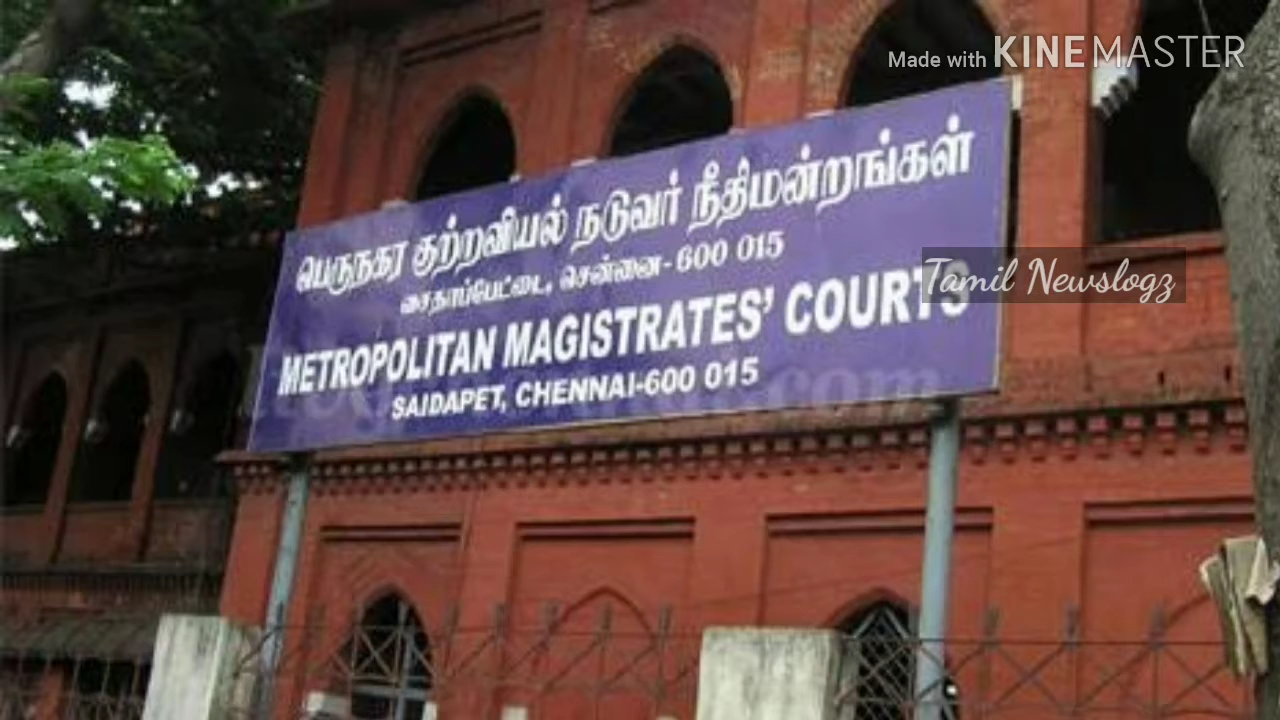 Made with KINEMASTER
பெருநகர குற்றவியல் நடுவர் நீதிமன்றங்கள்
சைதாப்பேட்டை, சென்னை-600 015
Tamil Newslogz
METROPOLITAN MAGISTRATES' COURTS
SAIDAPET, CHENNAI-600 015